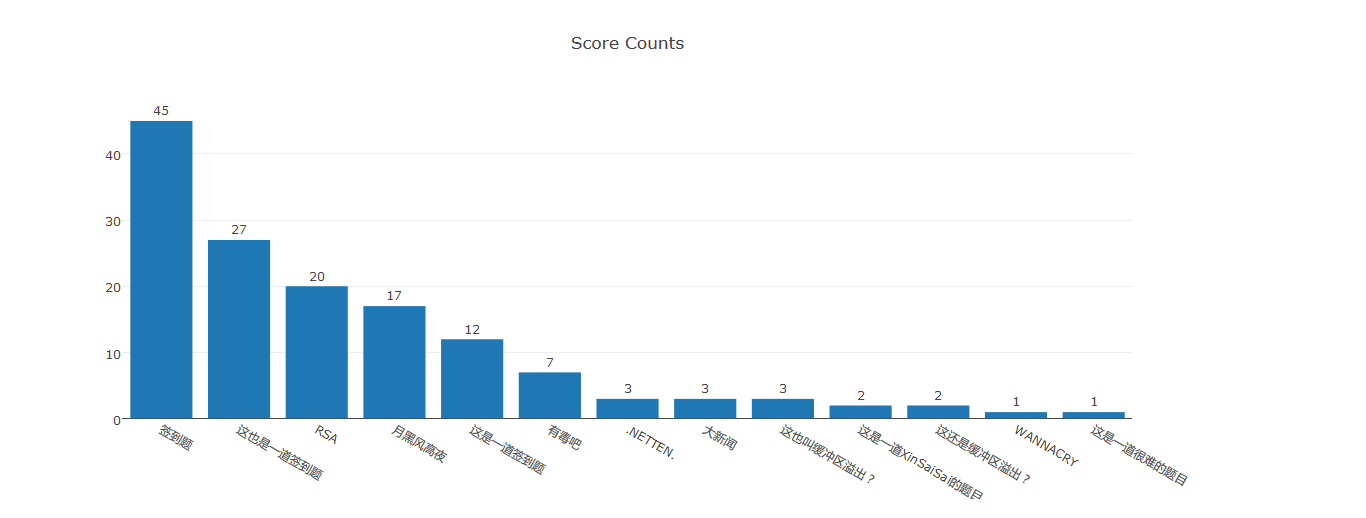 Score Counts
45
27
20
17
12
7
3
3
3
2
2
1
1
40
30
20
10
0
签到题
这也是一道签到题
RSA
月黑风高夜
这是一道签到题
有毒吧
.NETTEN.
大新闻
这也叫缓冲区溢出？
这是一道XinSaiSai的题目
这还是缓冲区溢出？
WANNACRY
这是一道很难的题目